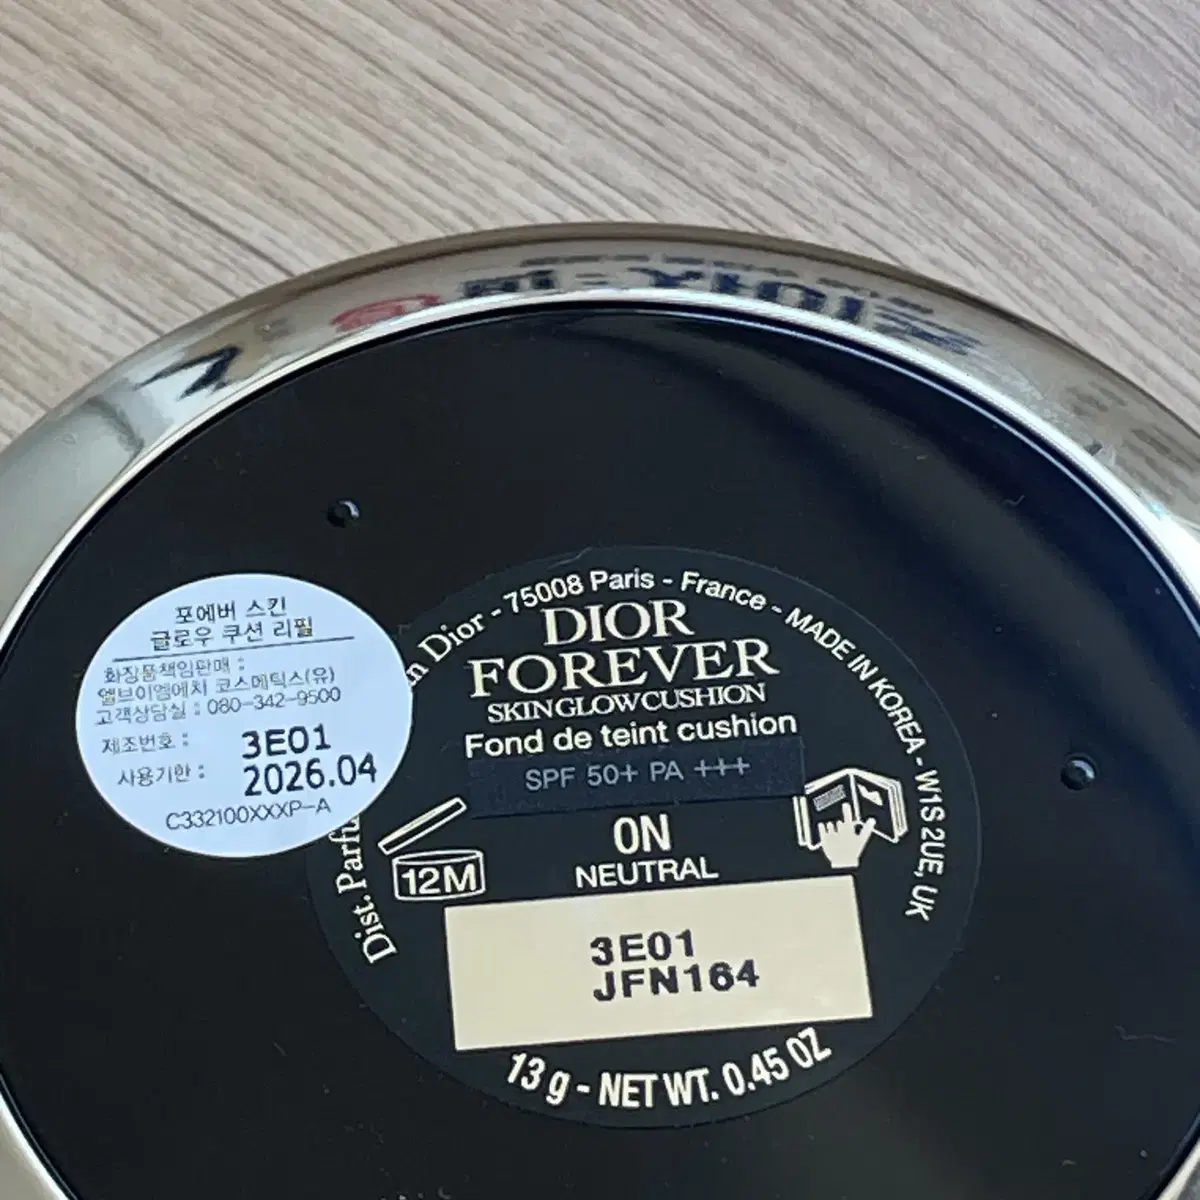 포에버 스킨
글로우 쿠션 리필
화장품책임판매 :
엘브이엠에치 코스메틱스(유)
고객상담실 : 080-342-9500
제조번호 : 3E01
사용기한 : 2026.04
C332100XXXP-A
Dist. Parfu
n Dior - 75008 Paris - France - MADE IN KOREA - W1S 2UE, UK
DIOR
FOREVER
SKIN GLOW CUSHION
Fond de teint cushion
SPF 50+ PA +++
12M
0N
NEUTRAL
3E01
JFN164
13 g - NET WT. 0.45 OZ